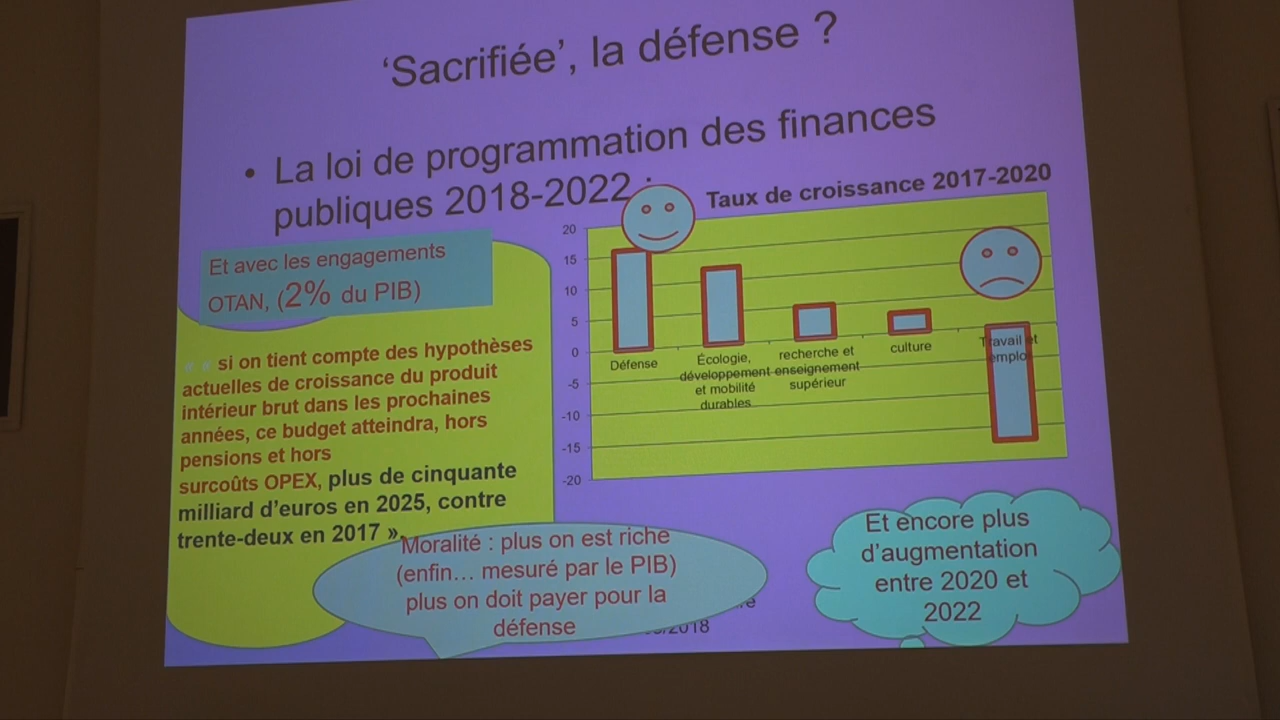 ‘Sacrifiée’, la défense ?
• La loi de programmation des finances
publiques 2018-2022 :
Et avec les engagements
OTAN, (2% du PIB)
si on tient compte des hypothèses
actuelles de croissance du produit
intérieur brut dans les prochaines
années, ce budget atteindra, hors
pensions et hors
surcoûts OPEX, plus de cinquante
milliard d’euros en 2025, contre
trente-deux en 2017 ».
Taux de croissance 2017-2020
20
15
10
5
0
-5
-10
-15
-20
Défense
Écologie,
développement
et mobilité
durables
recherche et
enseignement
supérieur
culture
Travail et
emploi
Moralité : plus on est riche
(enfin… mesuré par le PIB)
plus on doit payer pour la
défense
Et encore plus
d’augmentation
entre 2020 et
2022